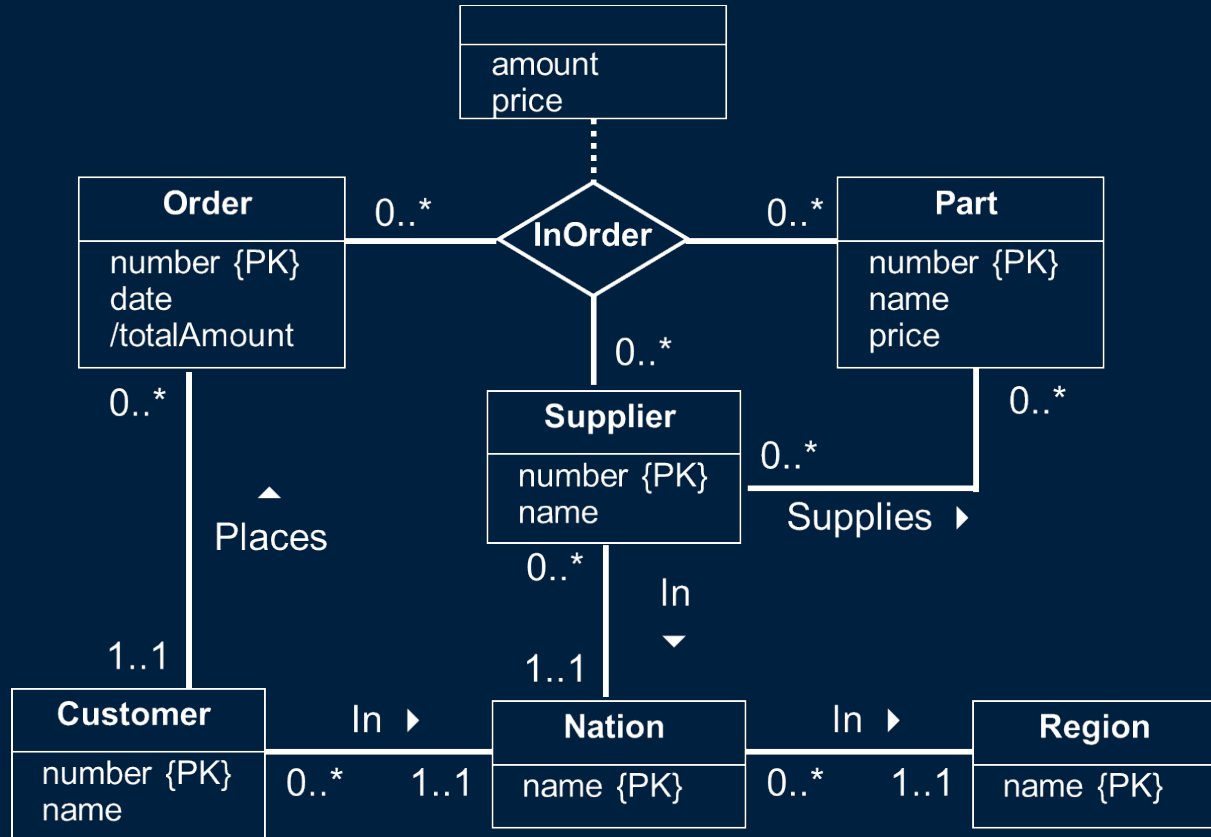 amount
price
Order
number {PK}
date
/totalAmount
0..*
InOrder
0..*
Part
number {PK}
name
price
0..*
0..*
0..*
Supplier
number {PK}
name
0..*
Supplies
Places
0..*
In
1..1
1..1
Customer
number {PK}
name
In
0..*
1..1
Nation
name {PK}
In
0..*
1..1
Region
name {PK}